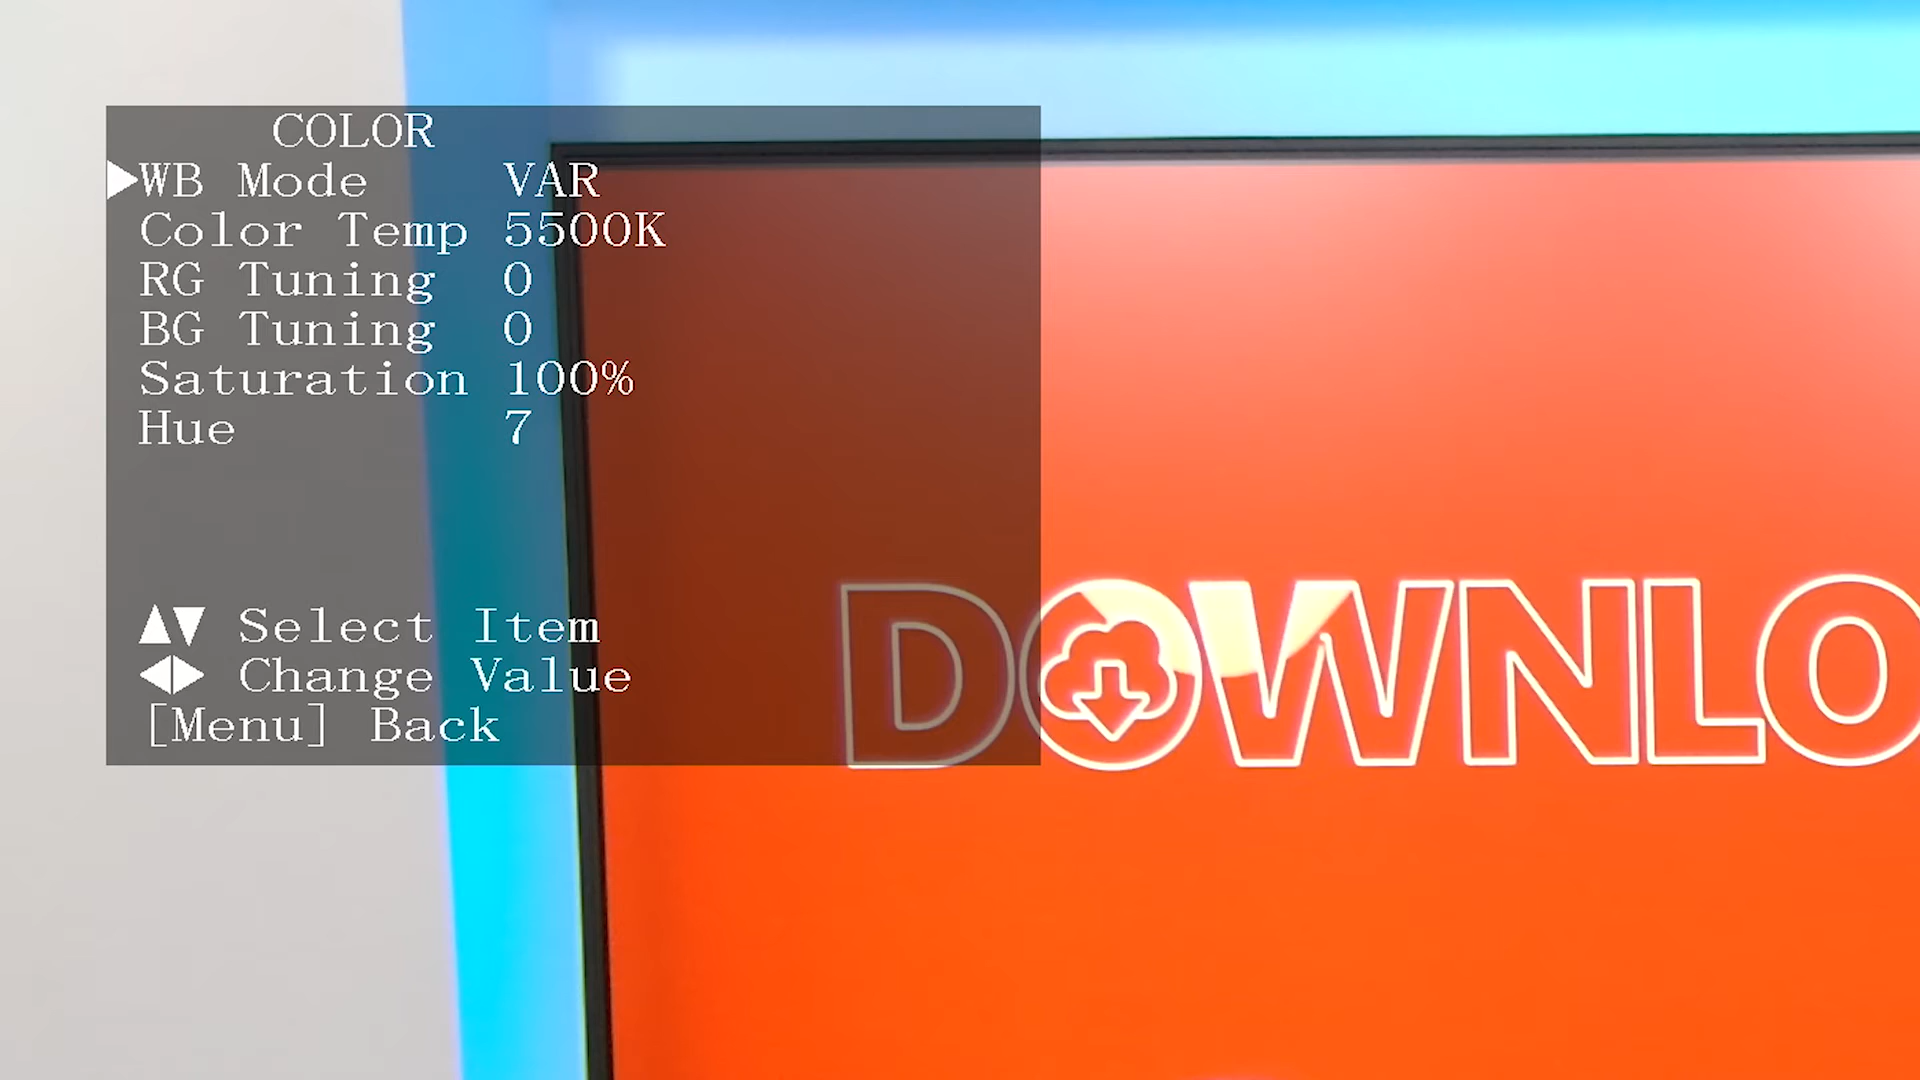 COLOR
WB Mode VAR
Color Temp 5500K
RG Tuning 0
BG Tuning 0
Saturation 100%
Hue 7
Select Item
Change Value
[Menu] Back
DOWNLO